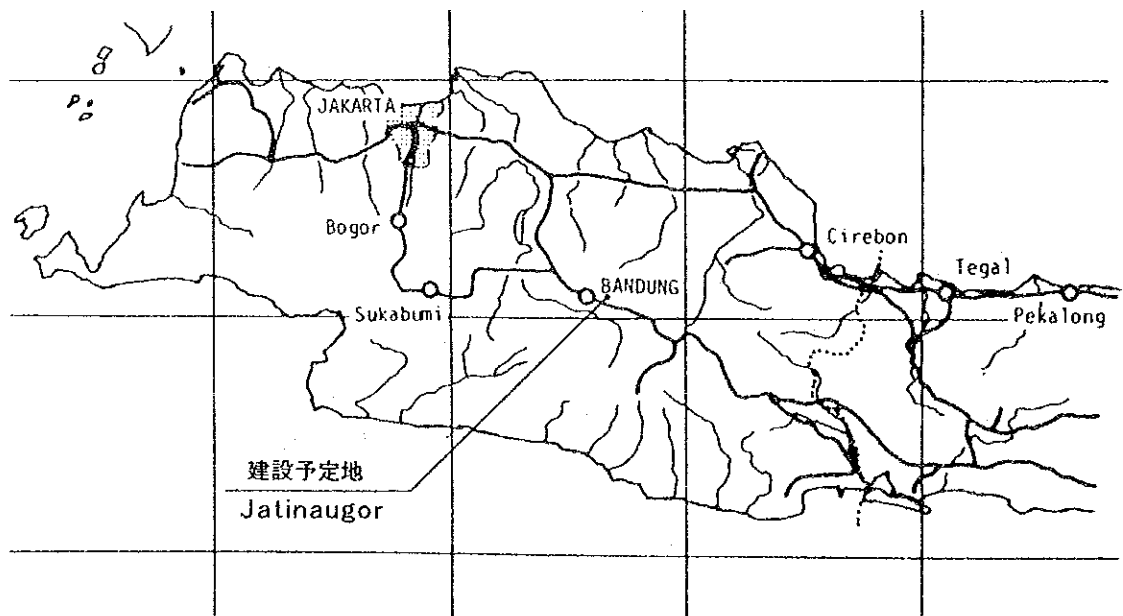 JAKARTA
Bogor
Cirebon
Tegal
BANDUNG
Sukabumi
Pekalong
建設予定地
Jatinaugor